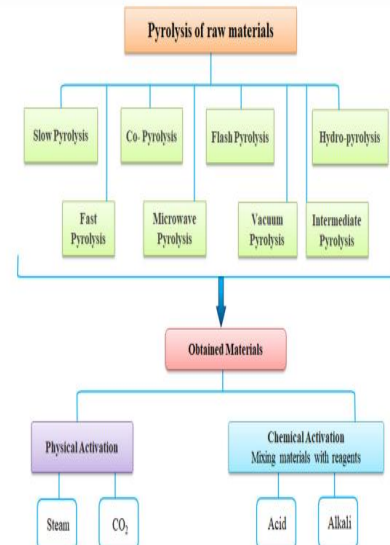 Pyrolysis of raw materials
Slow Pyrolysis
Co- Pyrolysis
Flash Pyrolysis
Hydro-pyrolysis
Fast
Pyrolysis
Microwave
Pyrolysis
Vacuum
Pyrolysis
Intermediate
Pyrolysis
Obtained Materials
Physical Activation
Chemical Activation
Mixing materials with reagents
Steam
CO₂
Acid
Alkali